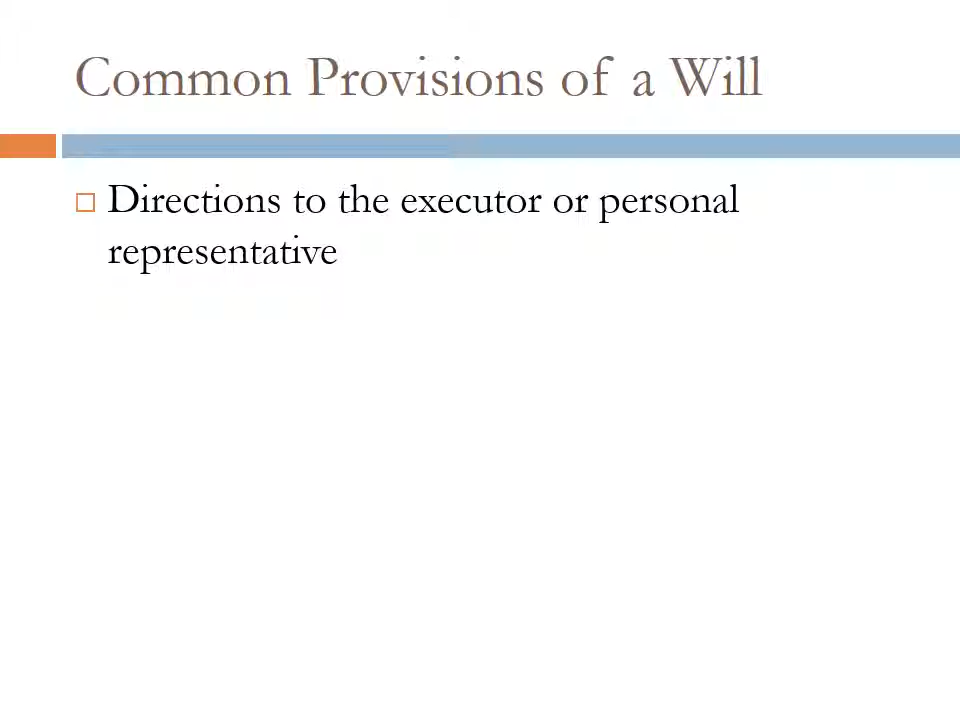 Common Provisions of a Will
Directions to the executor or personal
representative